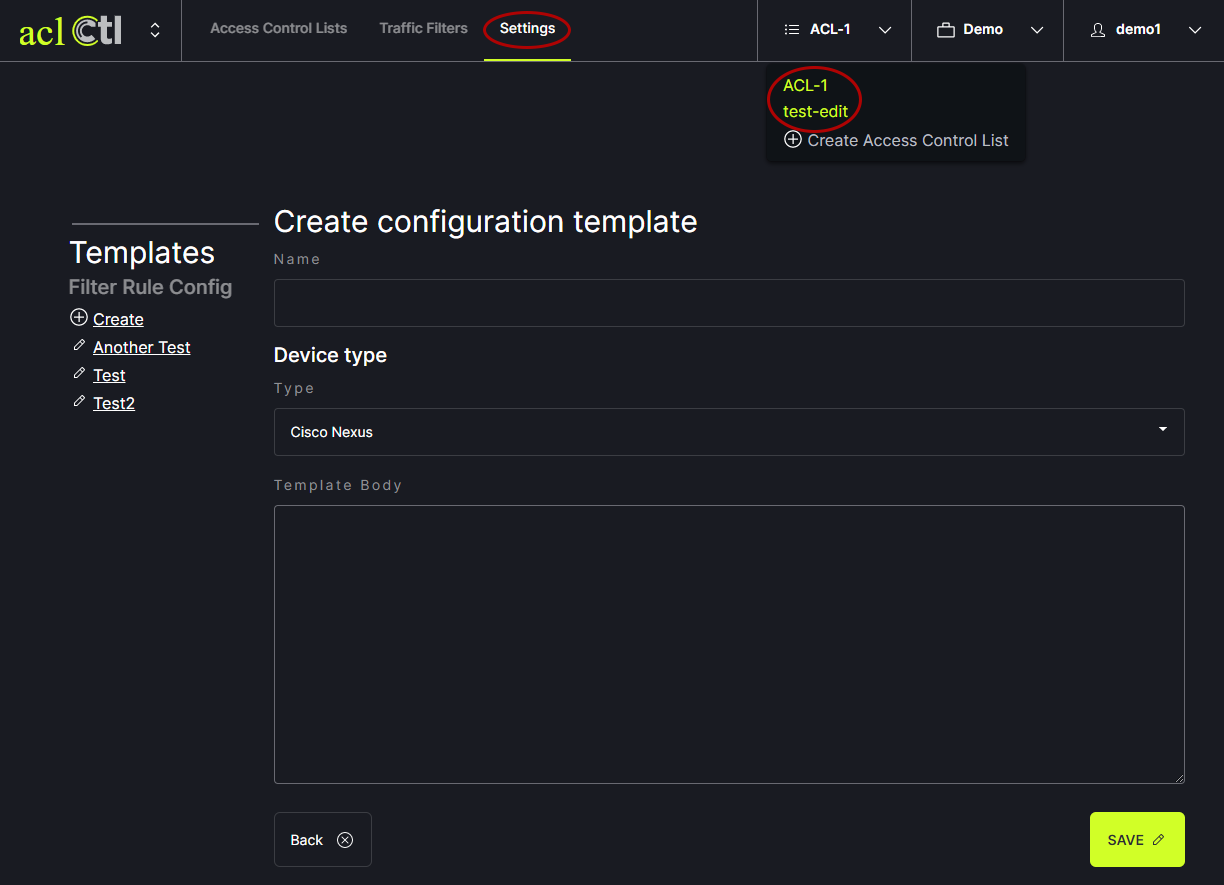 acl ctl
Access Control Lists
Traffic Filters
Settings
ACL-1
Demo
demo1
ACL-1
test-edit
Create Access Control List
Templates
Filter Rule Config
Create
Another Test
Test
Test2
Create configuration template
Name
Device type
Type
Cisco Nexus
Template Body
Back
SAVE